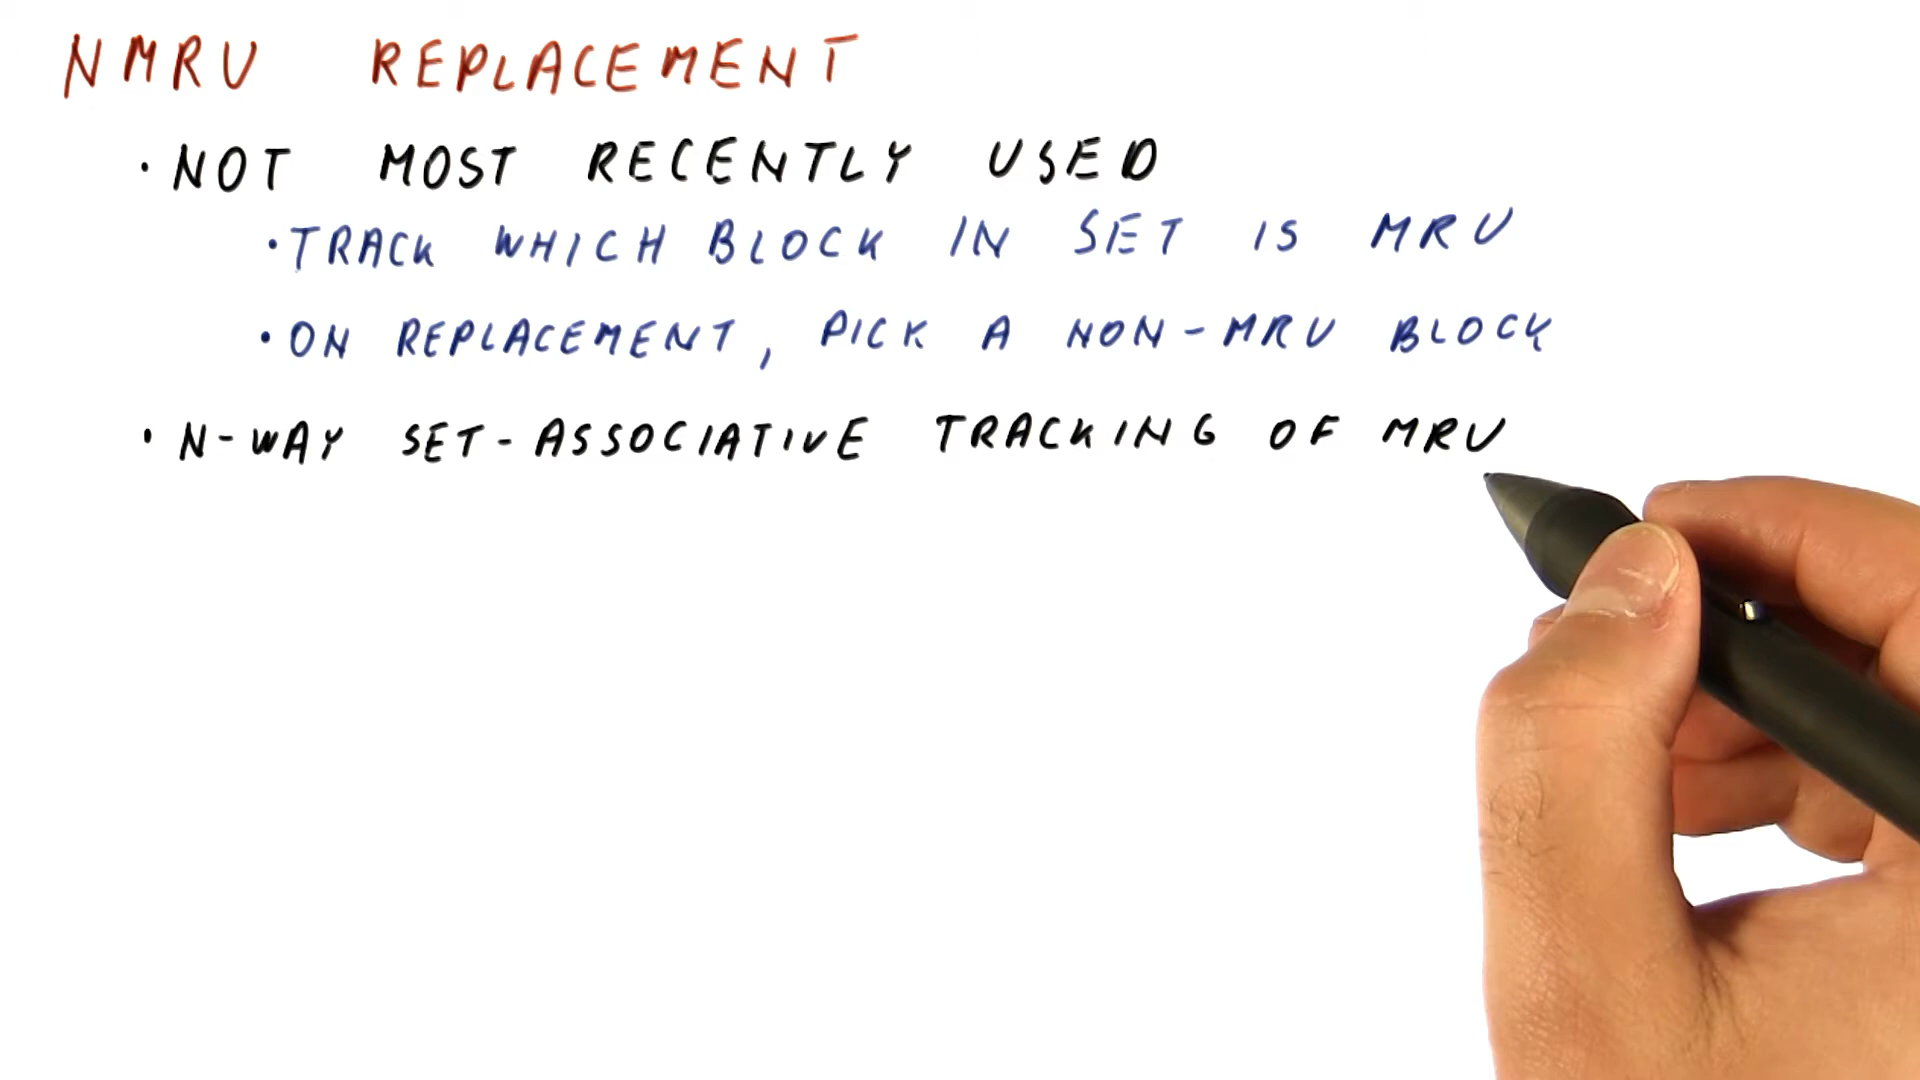 NMRU REPLACEMENT
• NOT MOST RECENTLY USED
• TRACK WHICH BLOCK IN SET IS MRU
• ON REPLACEMENT, PICK A NON-MRU BLOCK
• N-WAY SET-ASSOCIATIVE TRACKING OF MRU